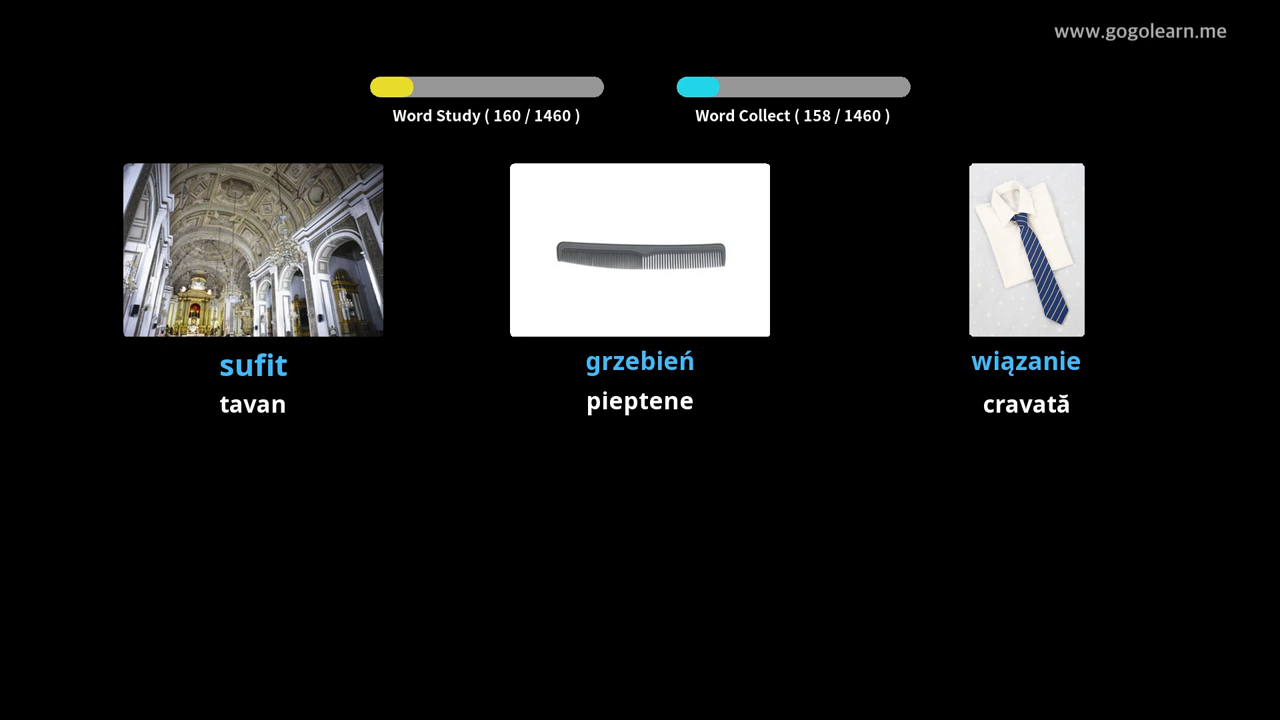 www.gogolearn.me
Word Study ( 160 / 1460 )
Word Collect ( 158 / 1460 )
sufit
tavan
grzebień
pieptene
wiązanie
cravată